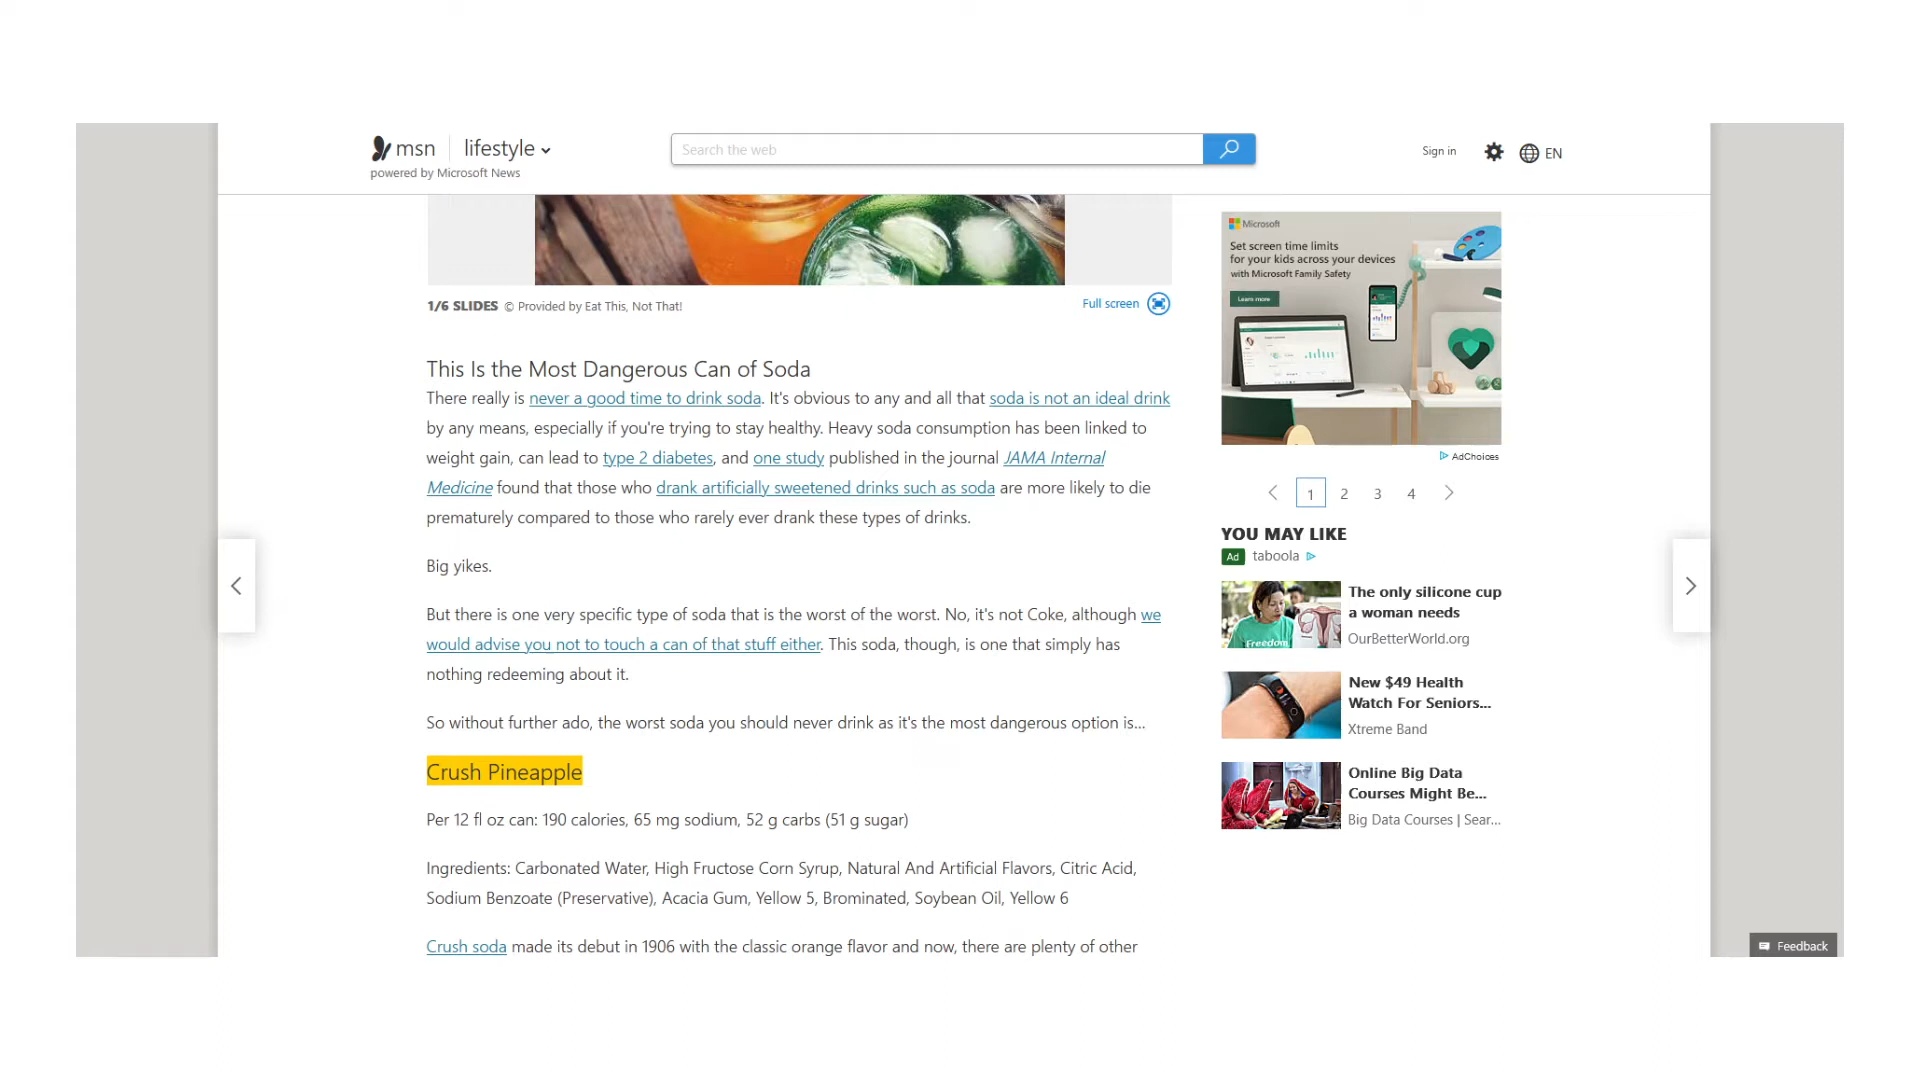 msn | lifestyle
powered by Microsoft News
Search the web
Sign in
EN
1/6 SLIDES © Provided by Eat This, Not That!
Full screen
This Is the Most Dangerous Can of Soda
There really is never a good time to drink soda. It's obvious to any and all that soda is not an ideal drink
by any means, especially if you're trying to stay healthy. Heavy soda consumption has been linked to
weight gain, can lead to type 2 diabetes, and one study published in the journal JAMA Internal
Medicine found that those who drank artificially sweetened drinks such as soda are more likely to die
prematurely compared to those who rarely ever drank these types of drinks.
Big yikes.
But there is one very specific type of soda that is the worst of the worst. No, it's not Coke, although we
would advise you not to touch a can of that stuff either. This soda, though, is one that simply has
nothing redeeming about it.
So without further ado, the worst soda you should never drink as it's the most dangerous option is...
Crush Pineapple
Per 12 fl oz can: 190 calories, 65 mg sodium, 52 g carbs (51 g sugar)
Ingredients: Carbonated Water, High Fructose Corn Syrup, Natural And Artificial Flavors, Citric Acid,
Sodium Benzoate (Preservative), Acacia Gum, Yellow 5, Brominated, Soybean Oil, Yellow 6
Crush soda made its debut in 1906 with the classic orange flavor and now, there are plenty of other
Microsoft
Set screen time limits
for your kids across your devices
with Microsoft Family Safety
Learn more
AdChoices
1 2 3 4
YOU MAY LIKE
Ad taboola
The only silicone cup
a woman needs
OurBetterWorld.org
Freedom
New $49 Health
Watch For Seniors...
Xtreme Band
Online Big Data
Courses Might Be...
Big Data Courses | Sear...
Feedback